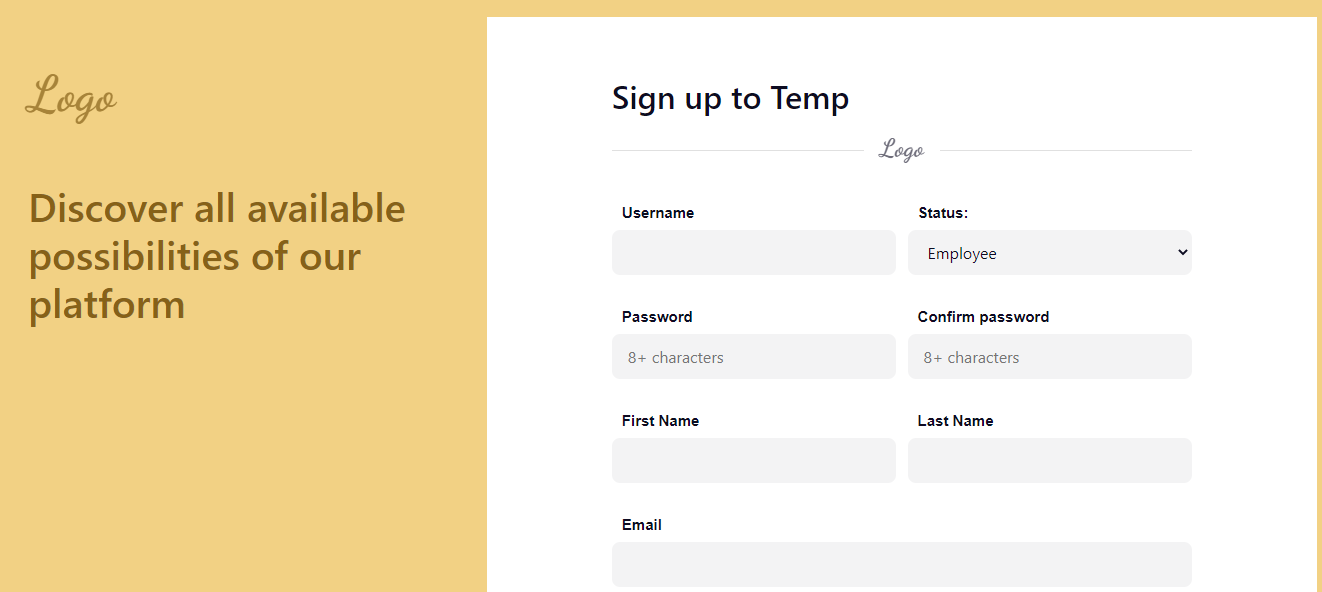 Logo
Discover all available
possibilities of our
platform
Sign up to Temp
Logo
Username
Status:
Employee
Password
Confirm password
8+ characters
8+ characters
First Name
Last Name
Email